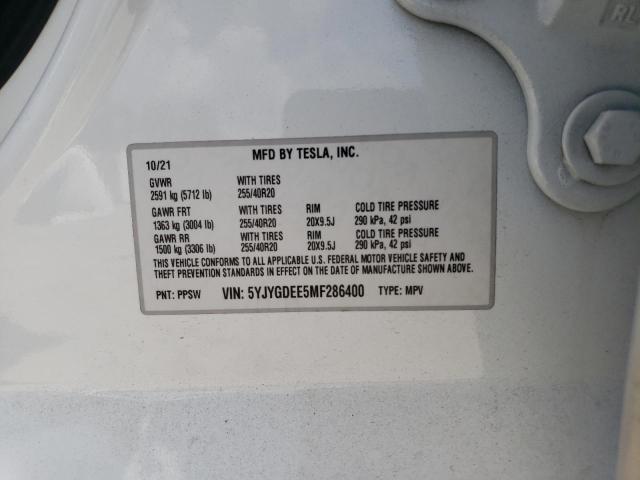 RL
10/21 MFD BY TESLA, INC.
GVWR WITH TIRES
2591 kg (5712 lb) 255/40R20
GAWR FRT WITH TIRES RIM COLD TIRE PRESSURE
1363 kg (3004 lb) 255/40R20 20X9.5J 290 kPa, 42 psi
GAWR RR WITH TIRES RIM COLD TIRE PRESSURE
1500 kg (3306 lb) 255/40R20 20X9.5J 290 kPa, 42 psi
THIS VEHICLE CONFORMS TO ALL APPLICABLE U.S. FEDERAL MOTOR VEHICLE SAFETY AND
THEFT PREVENTION STANDARDS IN EFFECT ON THE DATE OF MANUFACTURE SHOWN ABOVE.
PNT: PPSW VIN: 5YJYGDEE5MF286400 TYPE: MPV